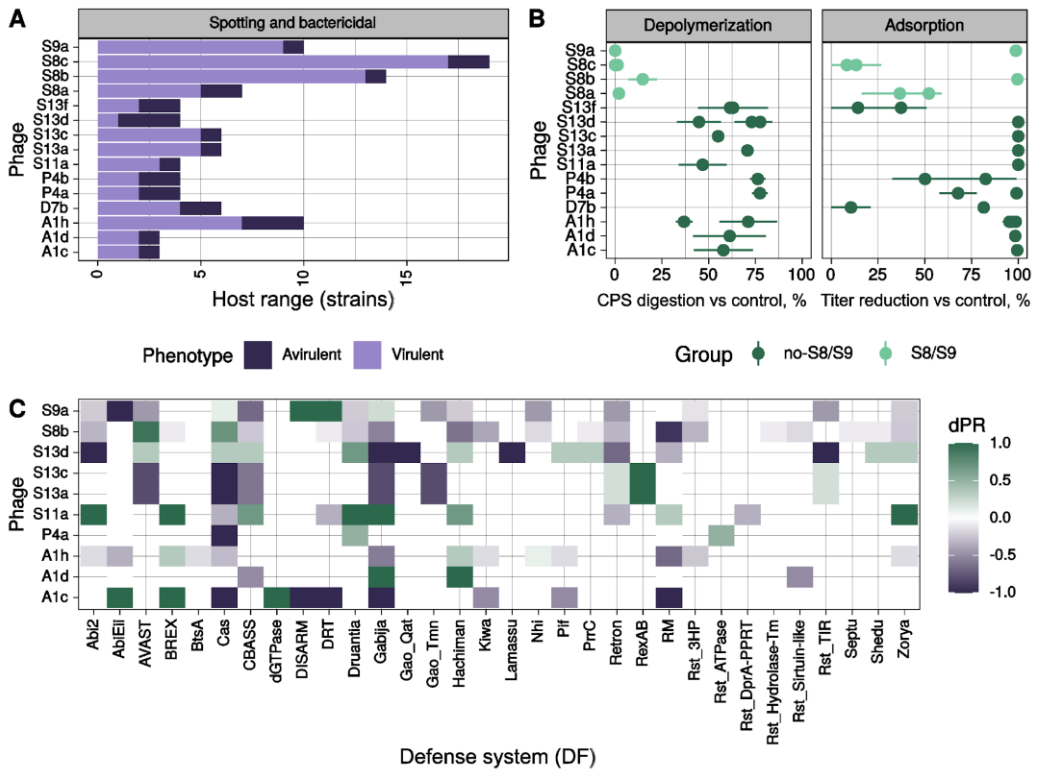 A
Spotting and bactericidal
Phage
S9a
S8c
S8b
S8a
S13f
S13d
S13c
S13a
S11a
P4b
P4a
D7b
A1h
A1d
A1c
0 5 10 15
Host range (strains)
Phenotype Avirulent Virulent
B
Depolymerization Adsorption
Phage
S9a
S8c
S8b
S8a
S13f
S13d
S13c
S13a
S11a
P4b
P4a
D7b
A1h
A1d
A1c
0 25 50 75 100 0 25 50 75 100
CPS digestion vs control, % Titer reduction vs control, %
Group no-S8/S9 S8/S9
C
Phage
S9a
S8b
S13d
S13c
S13a
S11a
P4a
A1h
A1d
A1c
Abi2 AbiEii AVAST BREX BtsA Cas CBASS dGTPase DISARM DRT Druantia Gabija Gao_Qat Gao_Tmn Hachiman Kiwa Lamassu Nhi Pif PrrC Retron RexAB RM Rst_3HP Rst_ATPase Rst_DprA-PPRT Rst_Hydrolase-Tm Rst_Sirtuin-like Rst_TIR Septu Shedu Zorya
Defense system (DF)
dPR
1.0
0.5
0.0
-0.5
-1.0